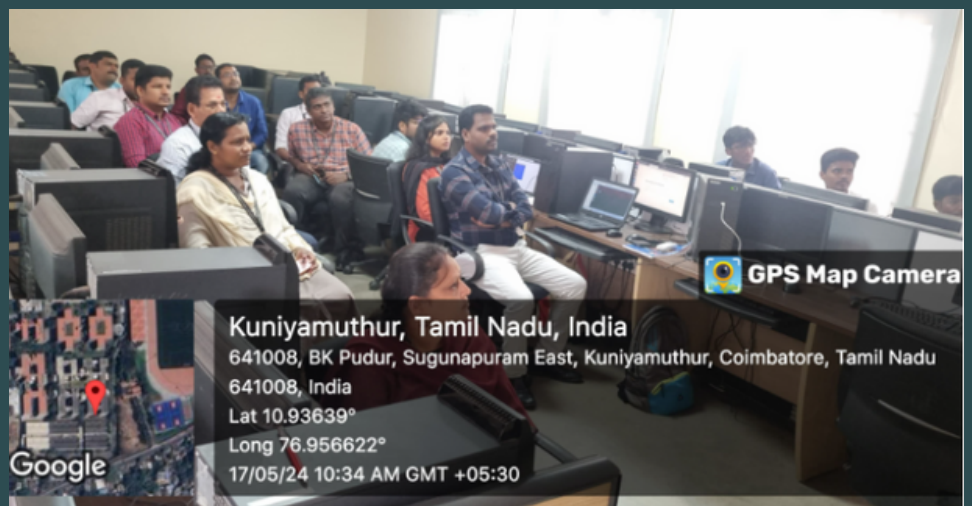 GPS Map Camera
Kuniyamuthur, Tamil Nadu, India
641008, BK Pudur, Sugunapuram East, Kuniyamuthur, Coimbatore, Tamil Nadu
641008, India
Lat 10.93639°
Long 76.956622°
17/05/24 10:34 AM GMT +05:30
Google